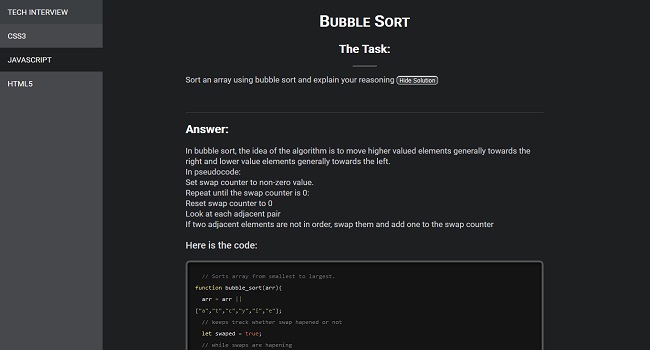 TECH INTERVIEW
CSS3
JAVASCRIPT
HTML5
BUBBLE SORT
The Task:
Sort an array using bubble sort and explain your reasoning Hide Solution
Answer:
In bubble sort, the idea of the algorithm is to move higher valued elements generally towards the
right and lower value elements generally towards the left.
In pseudocode:
Set swap counter to non-zero value.
Repeat until the swap counter is 0:
Reset swap counter to 0
Look at each adjacent pair
If two adjacent elements are not in order, swap them and add one to the swap counter
Here is the code:
// Sorts array from smallect to largest.
function bubble_sort(arr){
arr = arr ||
["a","t","c","y","i","e"];
// keeps track whether swap hapened or not
let swaped = true;
// while swaps are hapening